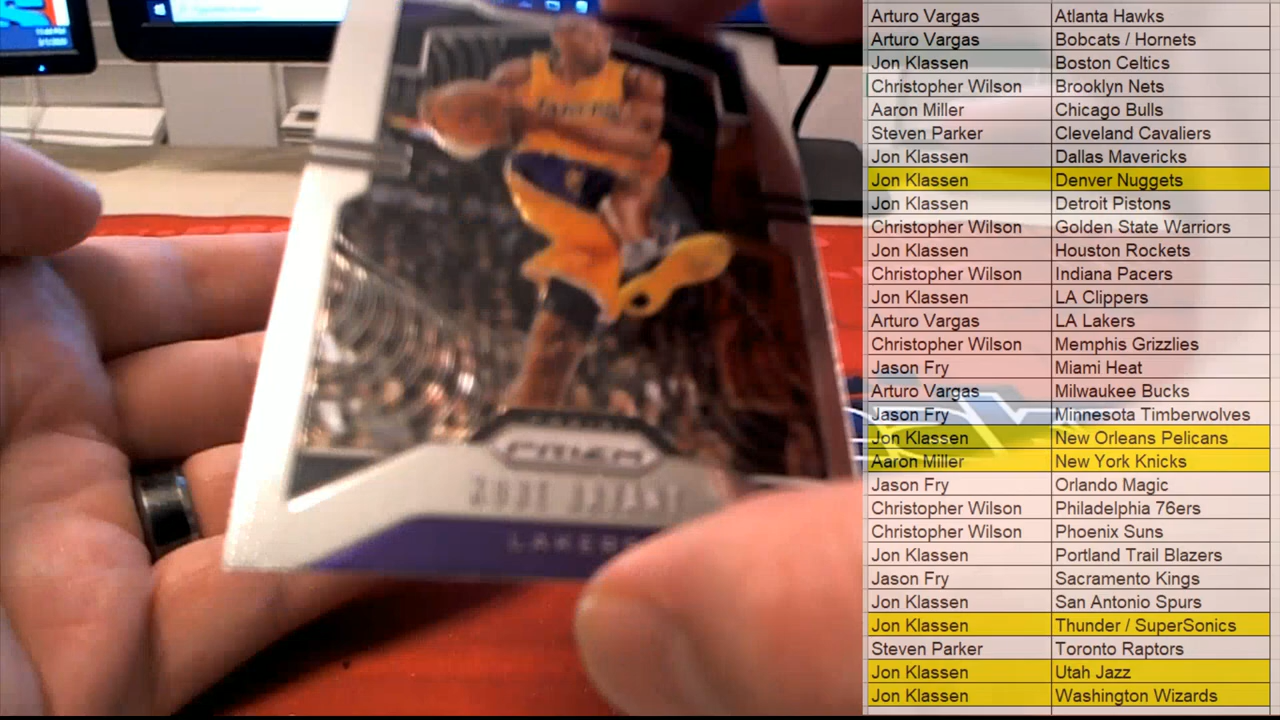 Arturo Vargas Atlanta Hawks
Arturo Vargas Bobcats / Hornets
Jon Klassen Boston Celtics
Christopher Wilson Brooklyn Nets
Aaron Miller Chicago Bulls
Steven Parker Cleveland Cavaliers
Jon Klassen Dallas Mavericks
Jon Klassen Denver Nuggets
Jon Klassen Detroit Pistons
Christopher Wilson Golden State Warriors
Jon Klassen Houston Rockets
Christopher Wilson Indiana Pacers
Jon Klassen LA Clippers
Arturo Vargas LA Lakers
Christopher Wilson Memphis Grizzlies
Jason Fry Miami Heat
Arturo Vargas Milwaukee Bucks
Jason Fry Minnesota Timberwolves
Jon Klassen New Orleans Pelicans
Aaron Miller New York Knicks
Jason Fry Orlando Magic
Christopher Wilson Philadelphia 76ers
Christopher Wilson Phoenix Suns
Jon Klassen Portland Trail Blazers
Jason Fry Sacramento Kings
Jon Klassen San Antonio Spurs
Jon Klassen Thunder / SuperSonics
Steven Parker Toronto Raptors
Jon Klassen Utah Jazz
Jon Klassen Washington Wizards
PRIZM